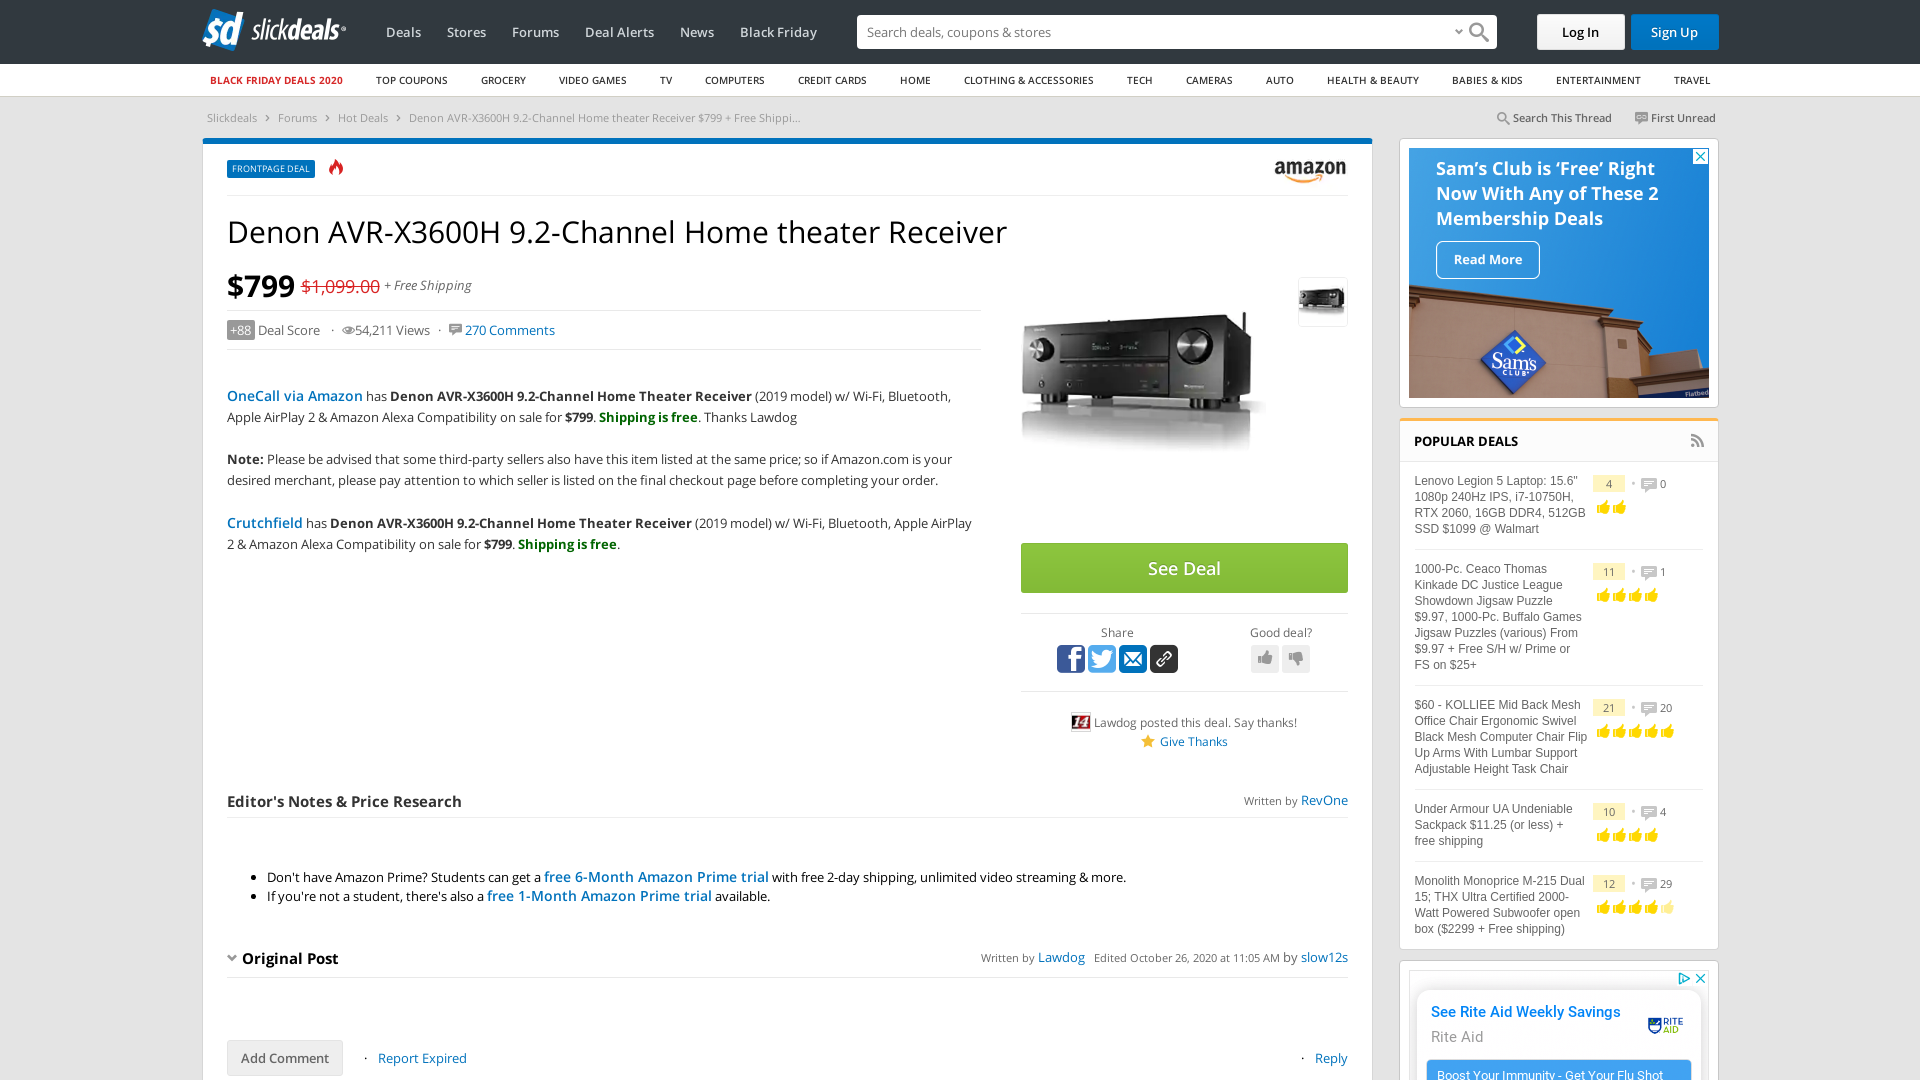 slickdeals®
Deals
Stores
Forums
Deal Alerts
News
Black Friday
Search deals, coupons & stores
Log In
Sign Up
BLACK FRIDAY DEALS 2020
TOP COUPONS
GROCERY
VIDEO GAMES
TV
COMPUTERS
CREDIT CARDS
HOME
CLOTHING & ACCESSORIES
TECH
CAMERAS
AUTO
HEALTH & BEAUTY
BABIES & KIDS
ENTERTAINMENT
TRAVEL
Slickdeals › Forums › Hot Deals › Denon AVR-X3600H 9.2-Channel Home theater Receiver $799 + Free Shippi...
Search This Thread
First Unread
FRONTPAGE DEAL
amazon
Denon AVR-X3600H 9.2-Channel Home theater Receiver
$799 $1,099.00 + Free Shipping
+88 Deal Score · 54,211 Views · 270 Comments
OneCall via Amazon has Denon AVR-X3600H 9.2-Channel Home Theater Receiver (2019 model) w/ Wi-Fi, Bluetooth,
Apple AirPlay 2 & Amazon Alexa Compatibility on sale for $799. Shipping is free. Thanks Lawdog
Note: Please be advised that some third-party sellers also have this item listed at the same price; so if Amazon.com is your
desired merchant, please pay attention to which seller is listed on the final checkout page before completing your order.
Crutchfield has Denon AVR-X3600H 9.2-Channel Home Theater Receiver (2019 model) w/ Wi-Fi, Bluetooth, Apple AirPlay
2 & Amazon Alexa Compatibility on sale for $799. Shipping is free.
See Deal
Share
Good deal?
14 Lawdog posted this deal. Say thanks!
Give Thanks
Editor's Notes & Price Research
Written by RevOne
• Don't have Amazon Prime? Students can get a free 6-Month Amazon Prime trial with free 2-day shipping, unlimited video streaming & more.
• If you're not a student, there's also a free 1-Month Amazon Prime trial available.
Original Post
Written by Lawdog Edited October 26, 2020 at 11:05 AM by slow12s
Add Comment
· Report Expired
· Reply
Sam's Club is ‘Free’ Right
Now With Any of These 2
Membership Deals
Read More
Sam's
CLUB
Flatbed
POPULAR DEALS
Lenovo Legion 5 Laptop: 15.6"
1080p 240Hz IPS, i7-10750H,
RTX 2060, 16GB DDR4, 512GB
SSD $1099 @ Walmart
4 • 0
1000-Pc. Ceaco Thomas
Kinkade DC Justice League
Showdown Jigsaw Puzzle
$9.97, 1000-Pc. Buffalo Games
Jigsaw Puzzles (various) From
$9.97 + Free S/H w/ Prime or
FS on $25+
11 • 1
$60 - KOLLIEE Mid Back Mesh
Office Chair Ergonomic Swivel
Black Mesh Computer Chair Flip
Up Arms With Lumbar Support
Adjustable Height Task Chair
21 • 20
Under Armour UA Undeniable
Sackpack $11.25 (or less) +
free shipping
10 • 4
Monolith Monoprice M-215 Dual
15; THX Ultra Certified 2000-
Watt Powered Subwoofer open
box ($2299 + Free shipping)
12 • 29
See Rite Aid Weekly Savings
Rite Aid
RITE
AID
Boost Your Immunity - Get Your Flu Shot